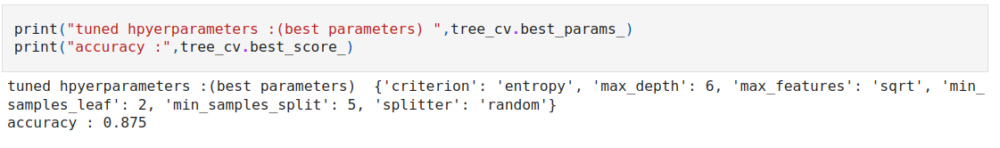 print("tuned hpyerparameters :(best parameters) ",tree_cv.best_params_)
print("accuracy :",tree_cv.best_score_)
tuned hpyerparameters :(best parameters)  {'criterion': 'entropy', 'max_depth': 6, 'max_features': 'sqrt', 'min_
samples_leaf': 2, 'min_samples_split': 5, 'splitter': 'random'}
accuracy : 0.875